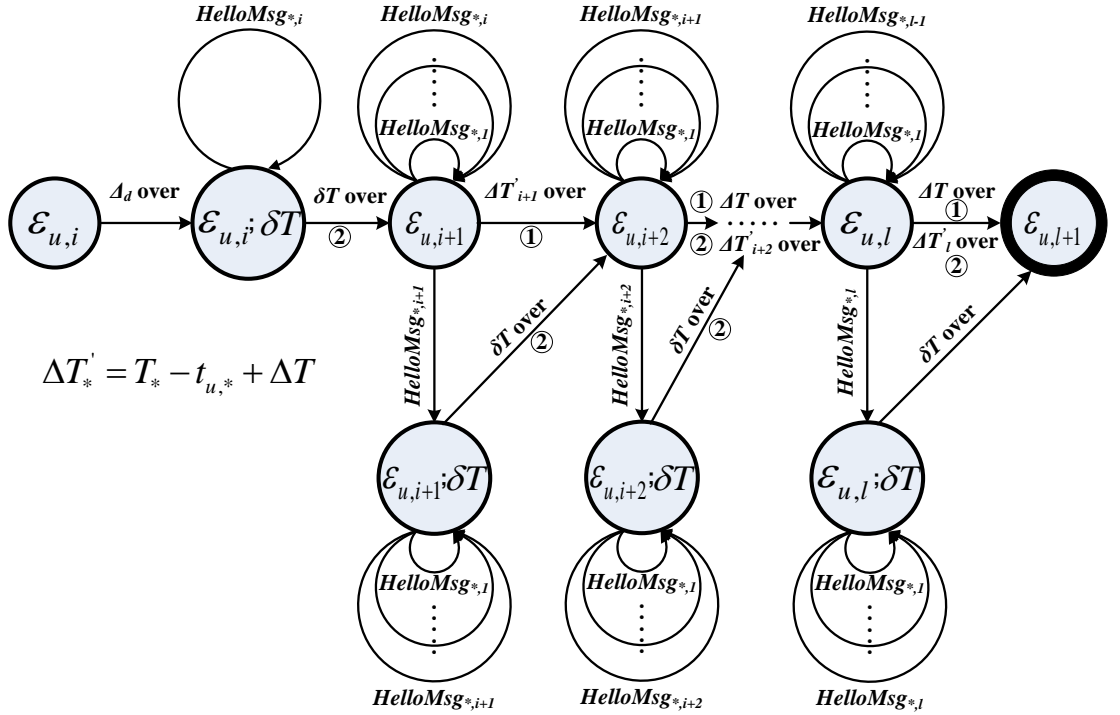 HelloMsg*,i HelloMsg*,i HelloMsg*,i+1 HelloMsg*,l-1
HelloMsg*,1 HelloMsg*,1 HelloMsg*,1
Δd over δT over ΔT'i+1 over ① ΔT over ΔT over
εu,i εu,i;δT εu,i+1 εu,i+2 ...... εu,l ① εu,l+1
② ① ② ΔT'i+2 over ΔT'l over
②
HelloMsg*,i+1 δT over ② HelloMsg*,i+2 δT over ② HelloMsg*,l δT over
ΔT'* = T* − tu,* + ΔT
εu,i+1;δT εu,i+2;δT εu,l;δT
HelloMsg*,1 HelloMsg*,1 HelloMsg*,1
HelloMsg*,i+1 HelloMsg*,i+2 HelloMsg*,l